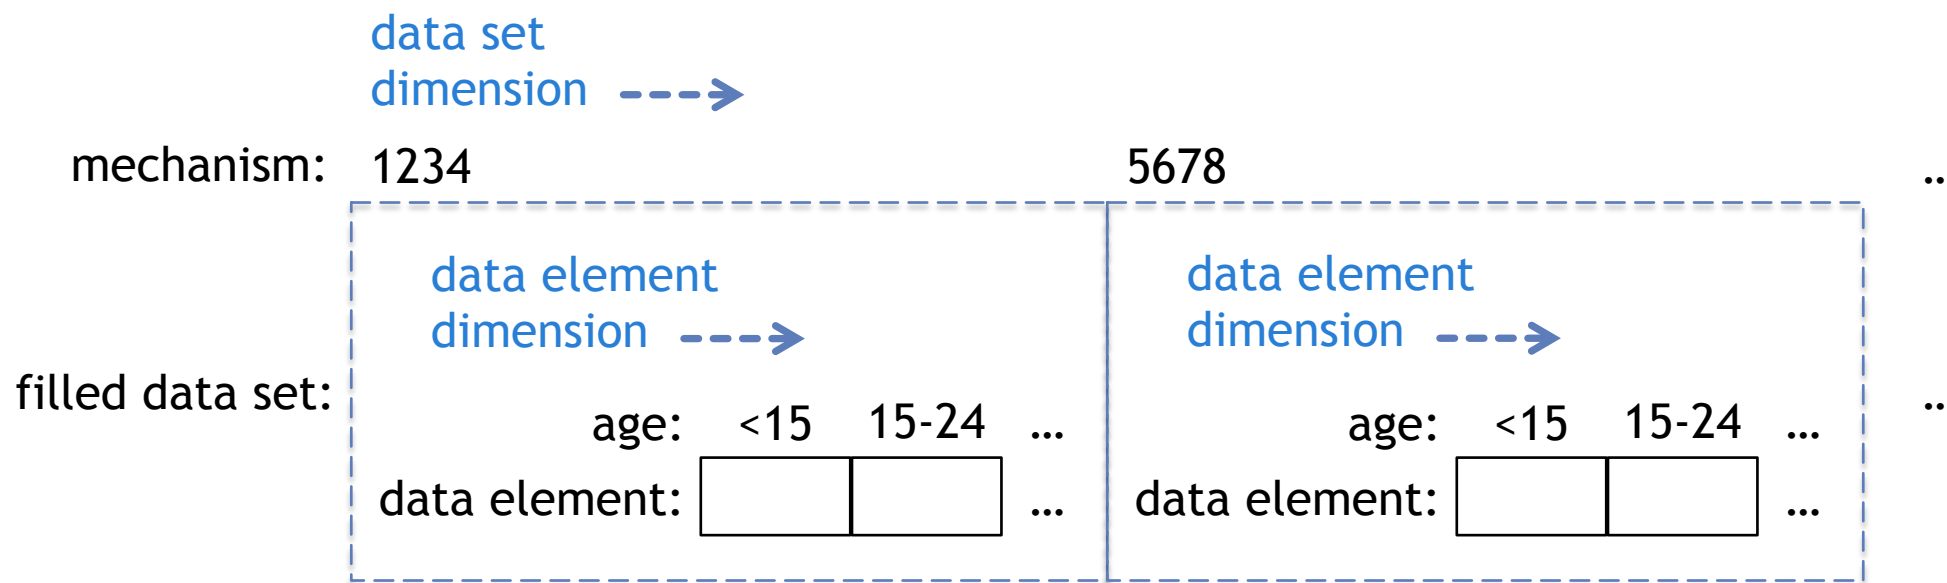 data set
dimension
mechanism: 1234 5678 ..
data element data element
dimension dimension
filled data set: ..
age: <15 15-24 ... age: <15 15-24 ...
data element: ... data element: ...